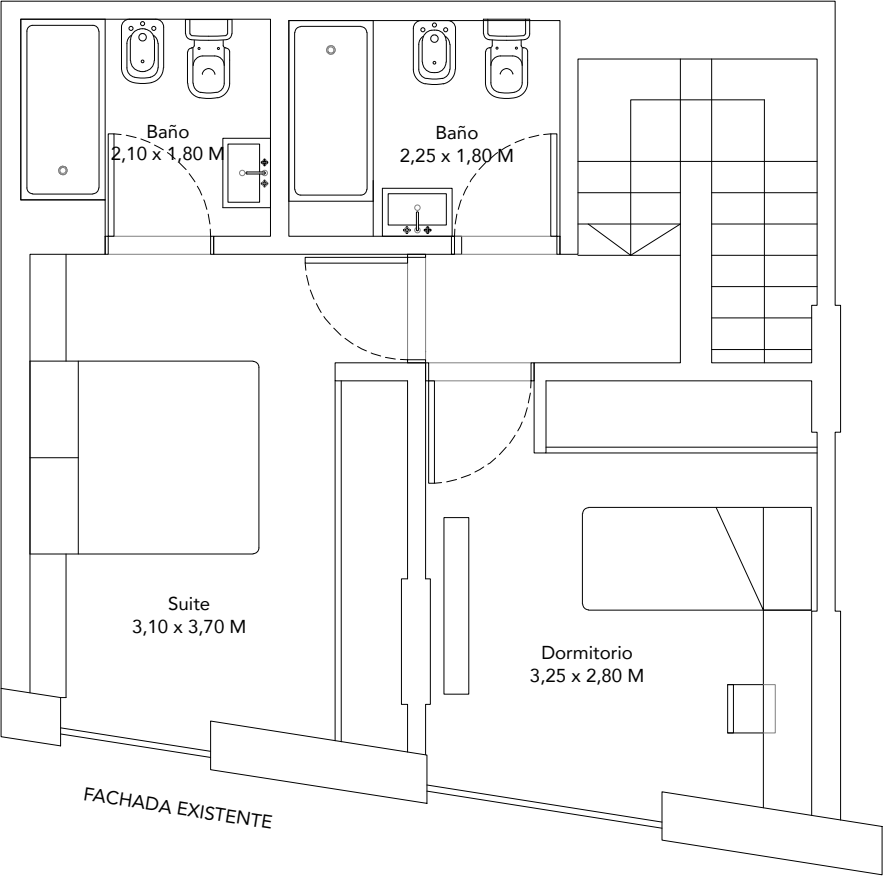 Baño
2,10 x 1,80 M
Baño
2,25 x 1,80 M
Suite
3,10 x 3,70 M
Dormitorio
3,25 x 2,80 M
FACHADA EXISTENTE